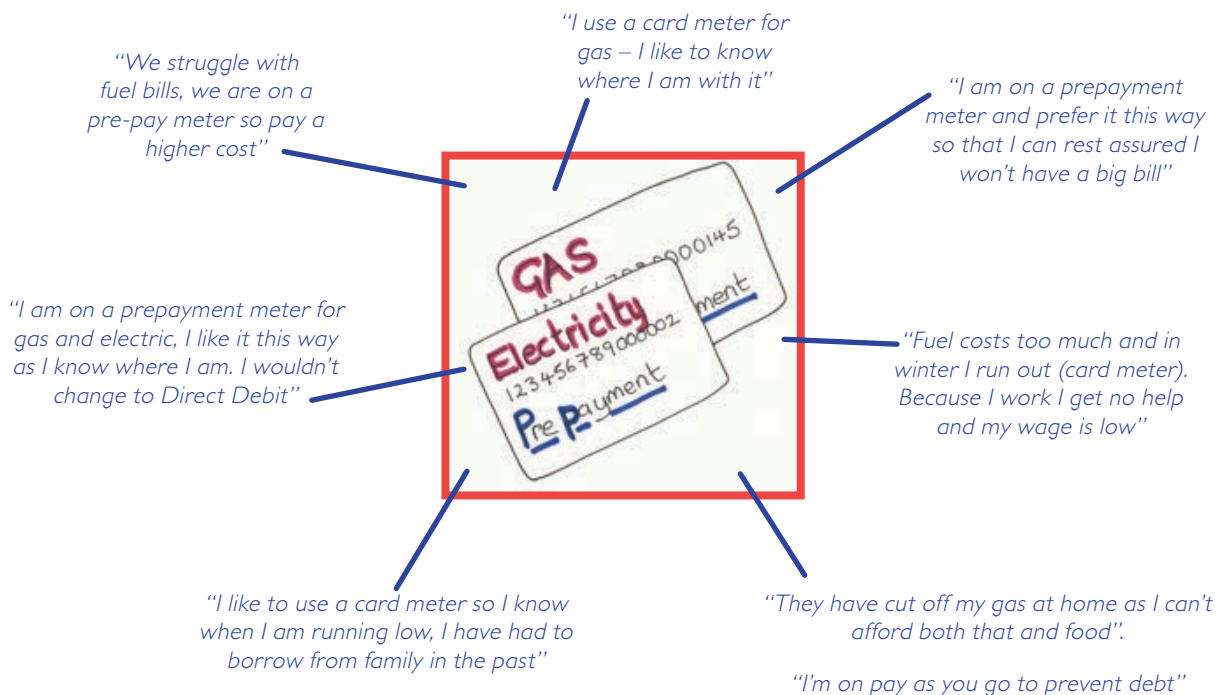 “I use a card meter for
gas – I like to know
where I am with it”
“We struggle with
fuel bills, we are on a
pre-pay meter so pay a
higher cost”
“I am on a prepayment
meter and prefer it this way
so that I can rest assured I
won’t have a big bill”
GAS
0000145
ment
Electricity
123456789000002
Pre Payment
“I am on a prepayment meter for
gas and electric, I like it this way
as I know where I am. I wouldn’t
change to Direct Debit”
“Fuel costs too much and in
winter I run out (card meter).
Because I work I get no help
and my wage is low”
“I like to use a card meter so I know
when I am running low, I have had to
borrow from family in the past”
“They have cut off my gas at home as I can’t
afford both that and food”.
“I’m on pay as you go to prevent debt”